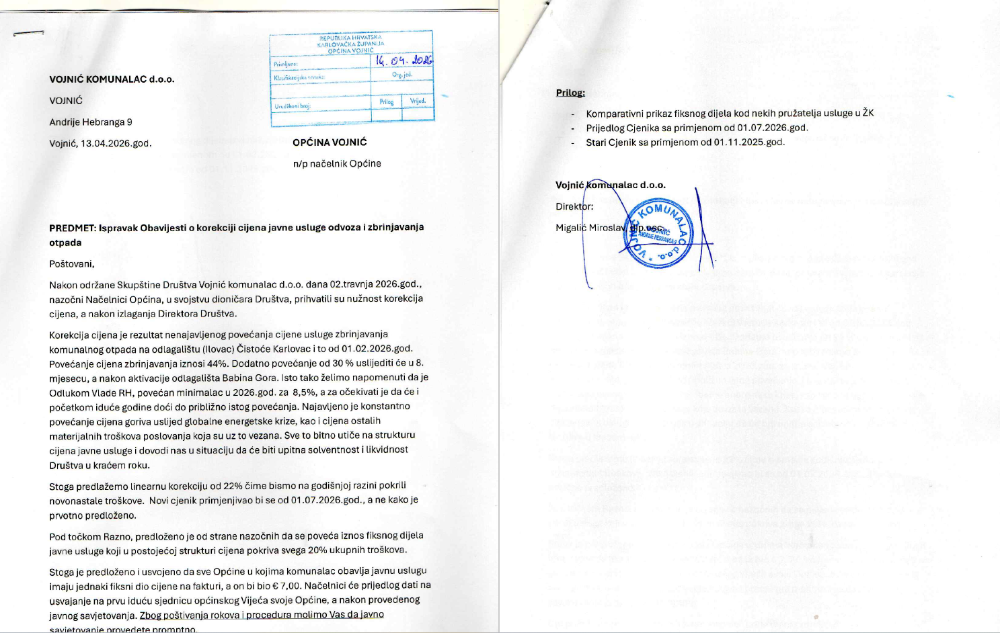 REPUBLIKA HRVATSKA
KARLOVAČKA ŽUPANIJA
OPĆINA VOJNIĆ
Primljeno: 14.04.2026
Klasifikacijska oznaka: Org.jed.
Urudžbeni broj: Prilog Vrijed.
VOJNIĆ KOMUNALAC d.o.o.
VOJNIĆ
Andrije Hebranga 9
Vojnić, 13.04.2026.god.
OPĆINA VOJNIĆ
n/p načelnik Općine
PREDMET: Ispravak Obavijesti o korekciji cijena javne usluge odvoza i zbrinjavanja
otpada
Poštovani,
Nakon održane Skupštine Društva Vojnić komunalac d.o.o. dana 02.travnja 2026.god.,
nazočni Načelnici Općina, u svojstvu dioničara Društva, prihvatili su nužnost korekcija
cijena, a nakon izlaganja Direktora Društva.
Korekcija cijena je rezultat nenajavljenog povećanja cijene usluge zbrinjavanja
komunalnog otpada na odlagalištu (Ilovac) Čistoće Karlovac i to od 01.02.2026.god.
Povećanje cijena zbrinjavanja iznosi 44%. Dodatno povećanje od 30 % uslijediti će u 8.
mjesecu, a nakon aktivacije odlagališta Babina Gora. Isto tako želimo napomenuti da je
Odlukom Vlade RH, povećan minimalac u 2026.god. za 8,5%, a za očekivati je da će i
početkom iduće godine doći do približno istog povećanja. Najavljeno je konstantno
povećanje cijena goriva uslijed globalne energetske krize, kao i cijena ostalih
materijalnih troškova poslovanja koja su uz to vezana. Sve to bitno utiče na strukturu
cijena javne usluge i dovodi nas u situaciju da će biti upitna solventnost i likvidnost
Društva u kraćem roku.
Stoga predlažemo linearnu korekciju od 22% čime bismo na godišnjoj razini pokrili
novonastale troškove. Novi cjenik primjenjivao bi se od 01.07.2026.god., a ne kako je
prvotno predloženo.
Pod točkom Razno, predloženo je od strane nazočnih da se poveća iznos fiksnog dijela
javne usluge koji u postojećoj strukturi cijena pokriva svega 20% ukupnih troškova.
Stoga je predloženo i usvojeno da sve Općine u kojima komunalac obavlja javnu uslugu
imaju jednaki fiksni dio cijene na fakturi, a on bi bio € 7,00. Načelnici će prijedlog dati na
usvajanje na prvu iduću sjednicu općinskog Vijeća svoje Općine, a nakon provedenog
javnog savjetovanja. Zbog poštivanja rokova i procedura molimo Vas da javno
savjetovanje provedete promptno.
Prilog:
- Komparativni prikaz fiksnog dijela kod nekih pružatelja usluge u ŽK
- Prijedlog Cjenika sa primjenom od 01.07.2026.god.
- Stari Cjenik sa primjenom od 01.11.2025.god.
Vojnić komunalac d.o.o.
Direktor:
Migalić Miroslav, dip.oec.
VOJNIĆ KOMUNALAC d.o.o.
VOJNIĆ
ANDRIJE HEBRANGA 9